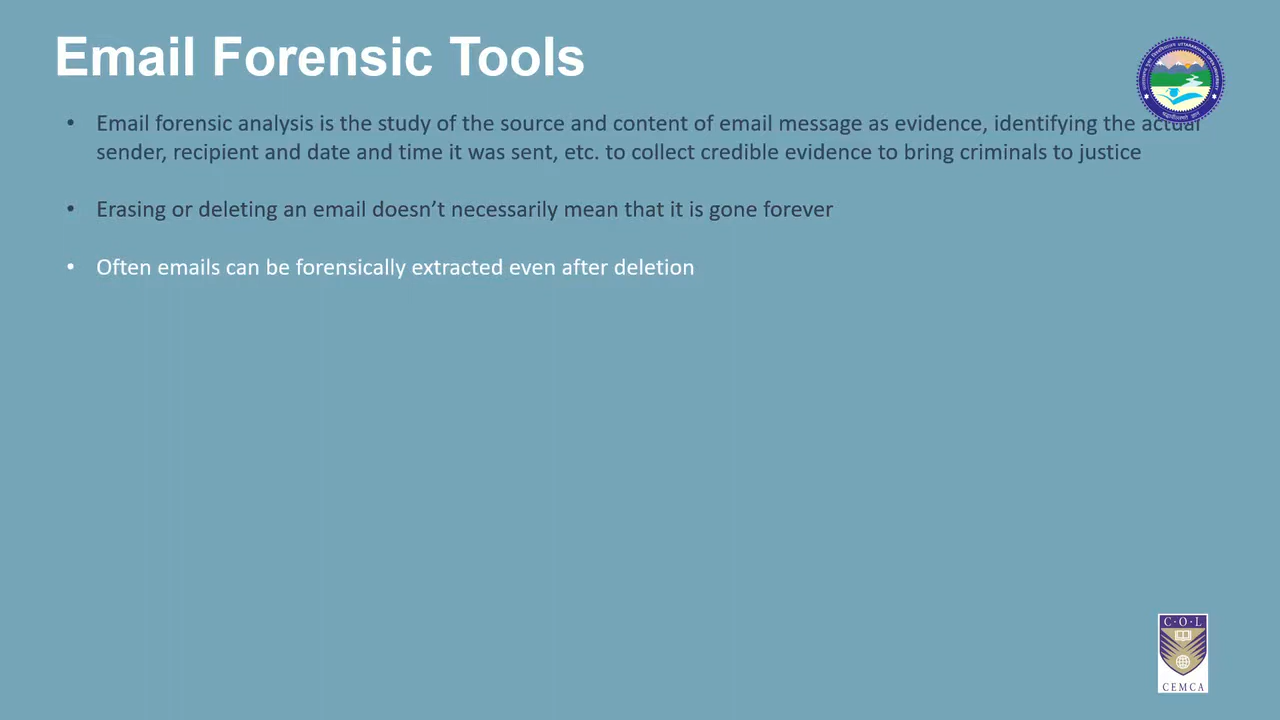 Email Forensic Tools
• Email forensic analysis is the study of the source and content of email message as evidence, identifying the actual
sender, recipient and date and time it was sent, etc. to collect credible evidence to bring criminals to justice
• Erasing or deleting an email doesn’t necessarily mean that it is gone forever
• Often emails can be forensically extracted even after deletion
C·O·L
CEMCA